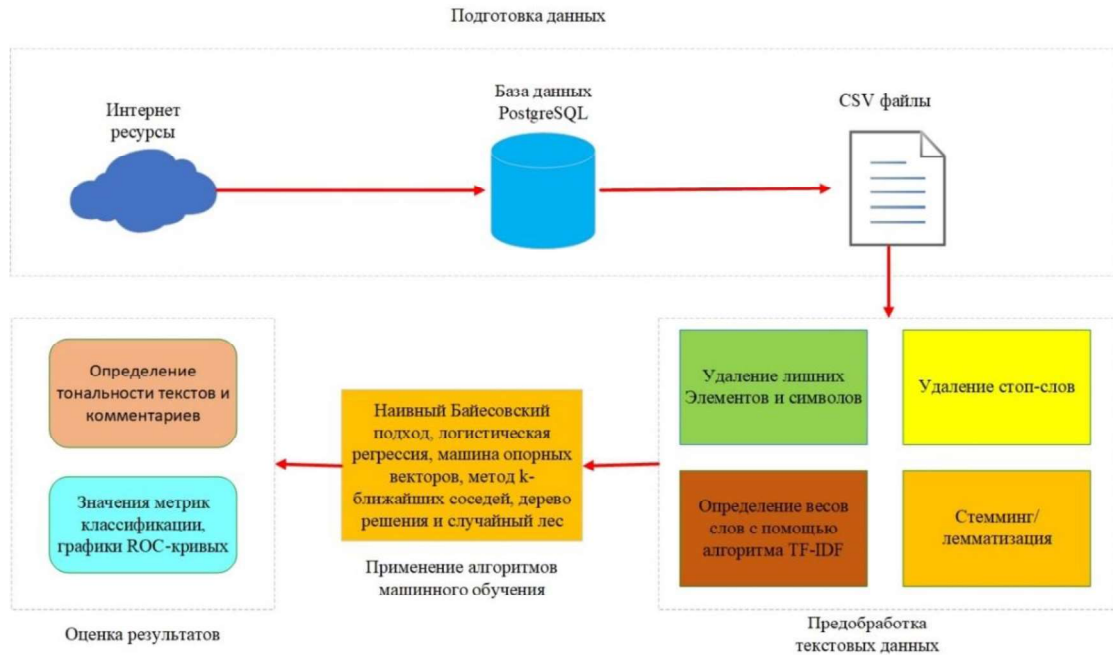 Подготовка данных
Интернет
ресурсы
База данных
PostgreSQL
CSV файлы
Удаление лишних
Элементов и символов
Удаление стоп-слов
Определение весов
слов с помощью
алгоритма TF-IDF
Стемминг/
лемматизация
Предобработка
текстовых данных
Наивный Байесовский
подход, логистическая
регрессия, машина опорных
векторов, метод k-
ближайших соседей, дерево
решения и случайный лес
Применение алгоритмов
машинного обучения
Определение
тональности текстов и
комментариев
Значения метрик
классификации,
графики ROC-кривых
Оценка результатов